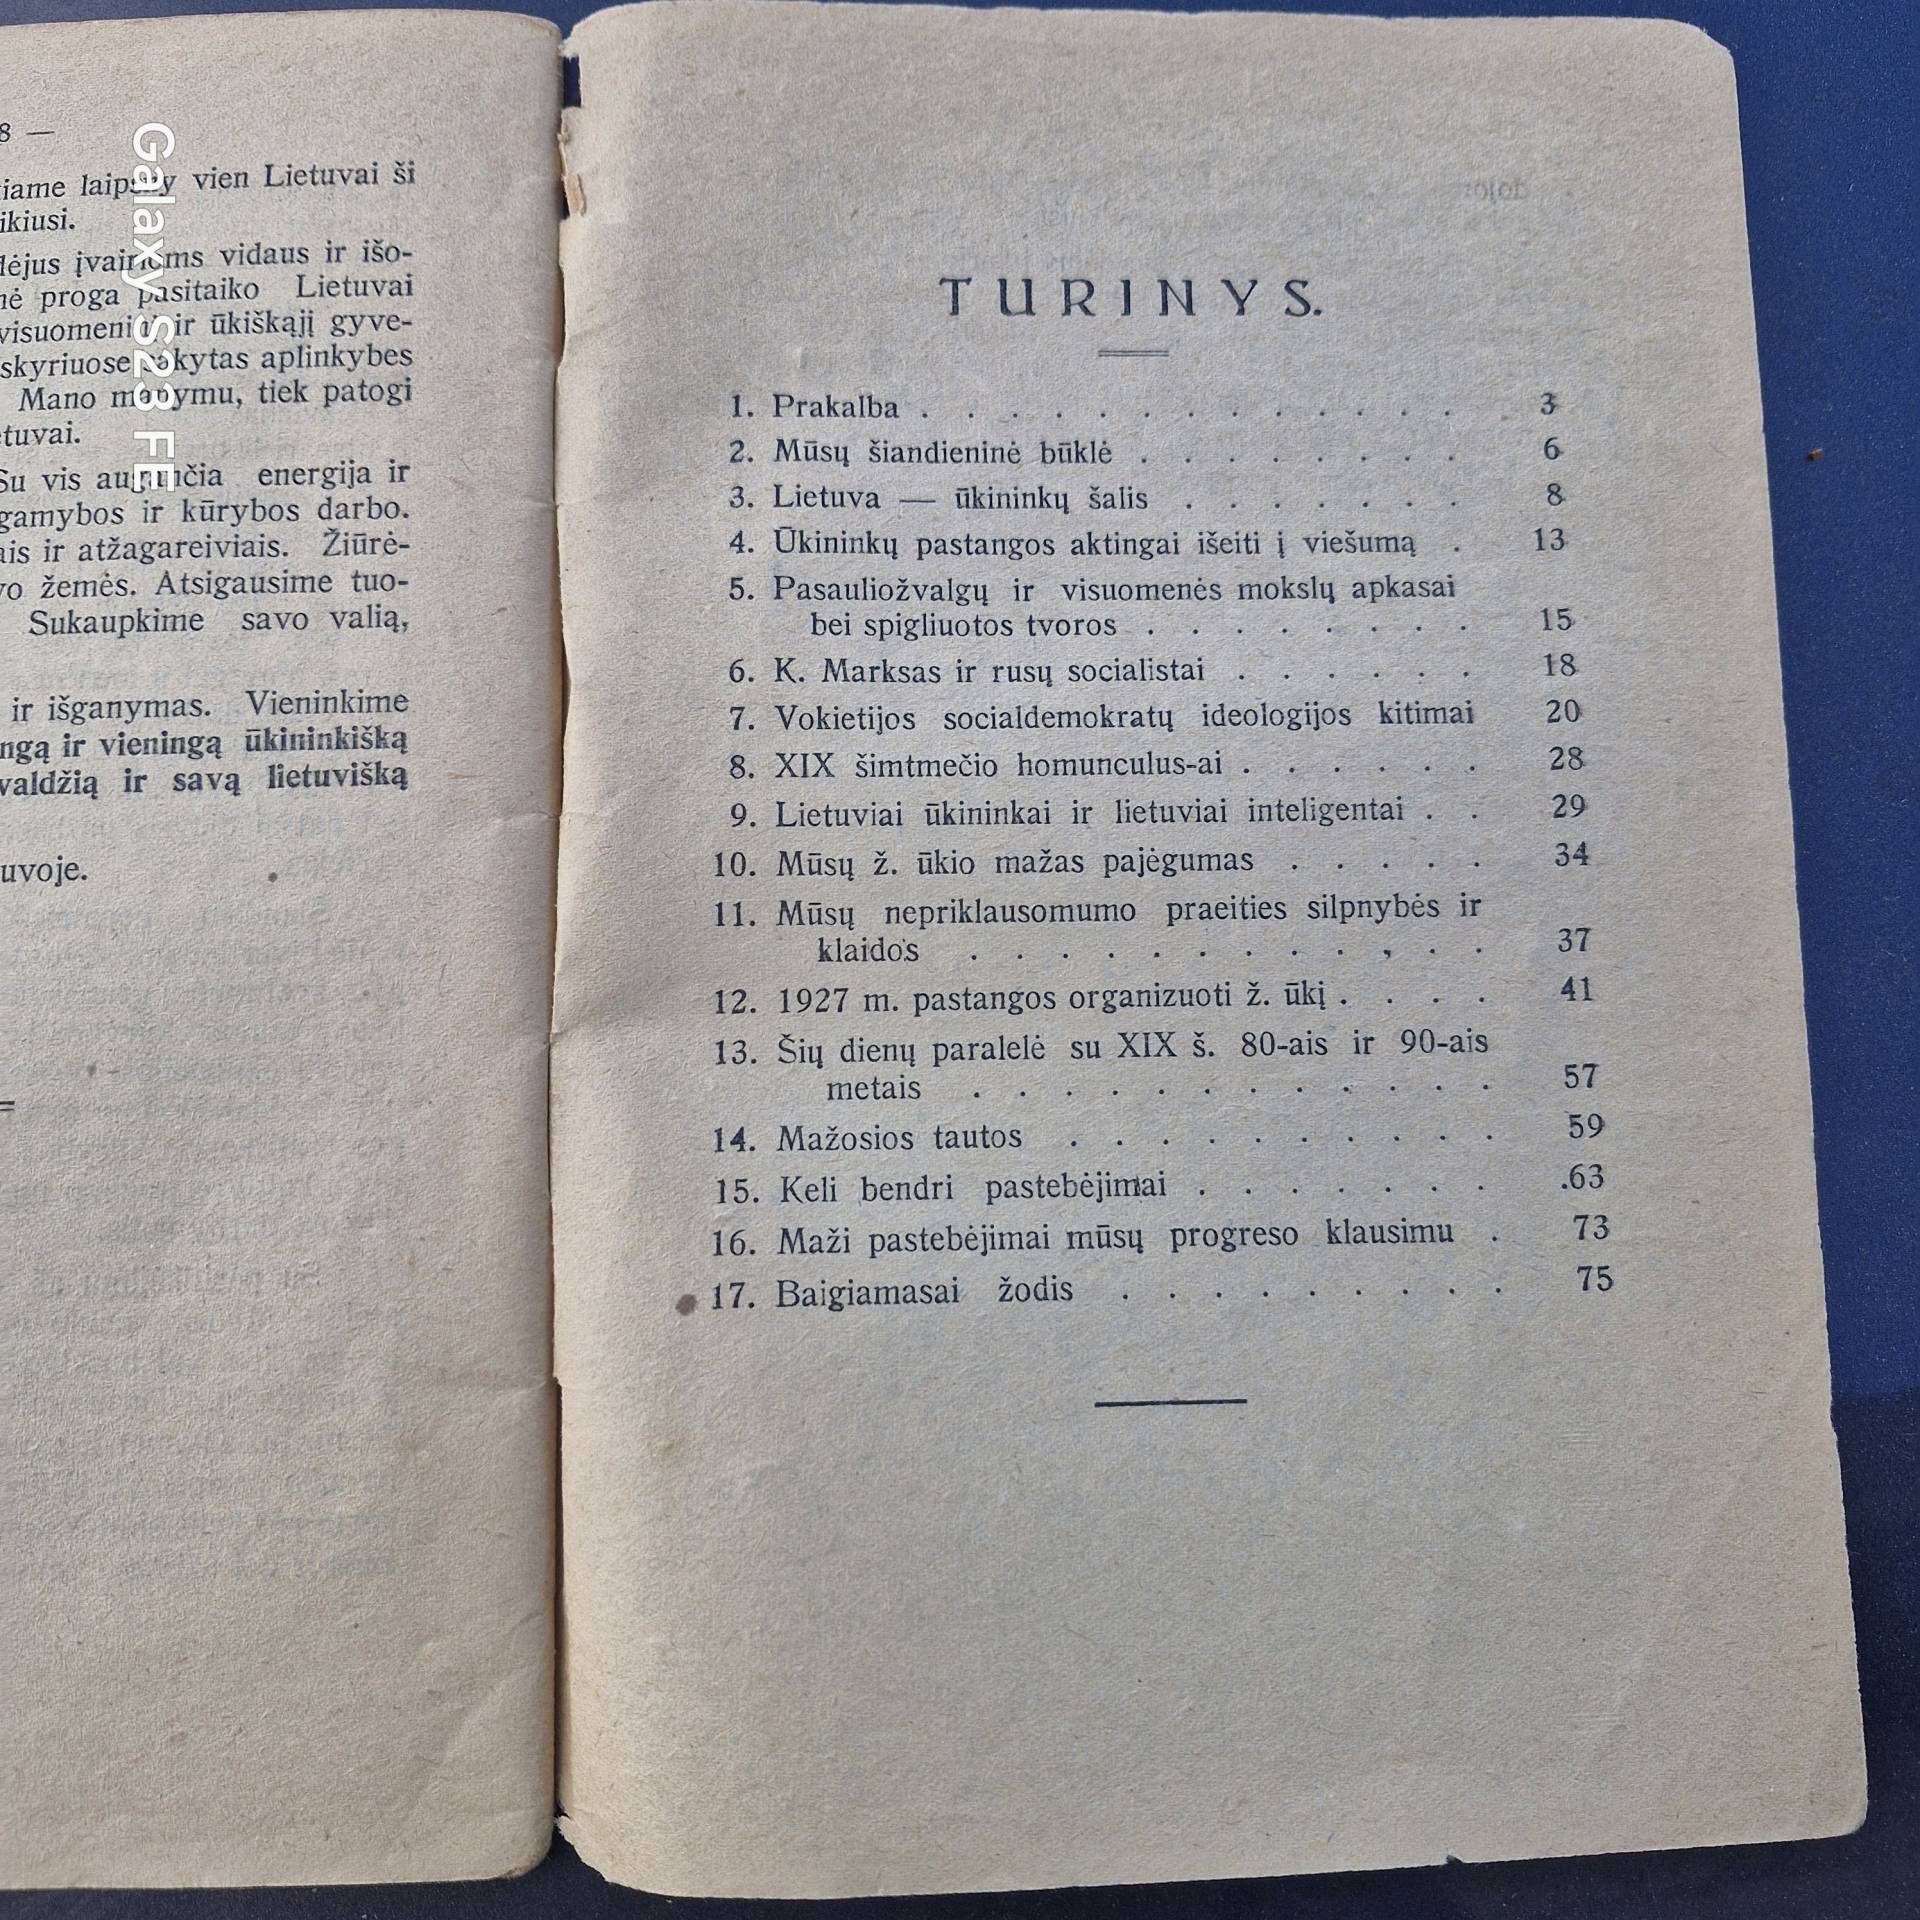 8 —
iame laipsny vien Lietuvai ši
ikiusi.
dėjus įvairioms vidaus ir išo-
nė proga pasitaiko Lietuvai
visuomeninį ir ūkiškąjį gyve-
skyriuose sakytas aplinkybes
Mano manymu, tiek patogi
etuvai.
Su vis augančia energija ir
gamybos ir kūrybos darbo.
ais ir atžagareiviais. Žiūrė-
vo žemės. Atsigausime tuo-
Sukaupkime savo valią,
ir išganymas. Vieninkime
ngą ir vieningą ūkininkišką
valdžią ir savą lietuvišką
uvoje.
Galaxy S23 FE
TURINYS.
1. Prakalba . . . . . . . . . . . . . 3
2. Mūsų šiandieninė būklė . . . . . . . . 6
3. Lietuva — ūkininkų šalis . . . . . . . 8
4. Ūkininkų pastangos aktingai išeiti į viešumą . 13
5. Pasauliožvalgų ir visuomenės mokslų apkasai
bei spigliuotos tvoros . . . . . . . . 15
6. K. Marksas ir rusų socialistai . . . . . . 18
7. Vokietijos socialdemokratų ideologijos kitimai 20
8. XIX šimtmečio homunculus-ai . . . . . . 28
9. Lietuviai ūkininkai ir lietuviai inteligentai . . 29
10. Mūsų ž. ūkio mažas pajėgumas . . . . . 34
11. Mūsų nepriklausomumo praeities silpnybės ir
klaidos . . . . . . . . . . . . 37
12. 1927 m. pastangos organizuoti ž. ūkį . . . . 41
13. Šių dienų paralelė su XIX š. 80-ais ir 90-ais
metais . . . . . . . . . . . . 57
14. Mažosios tautos . . . . . . . . . . 59
15. Keli bendri pastebėjimai . . . . . . . .63
16. Maži pastebėjimai mūsų progreso klausimu . 73
17. Baigiamasai žodis . . . . . . . . . 75